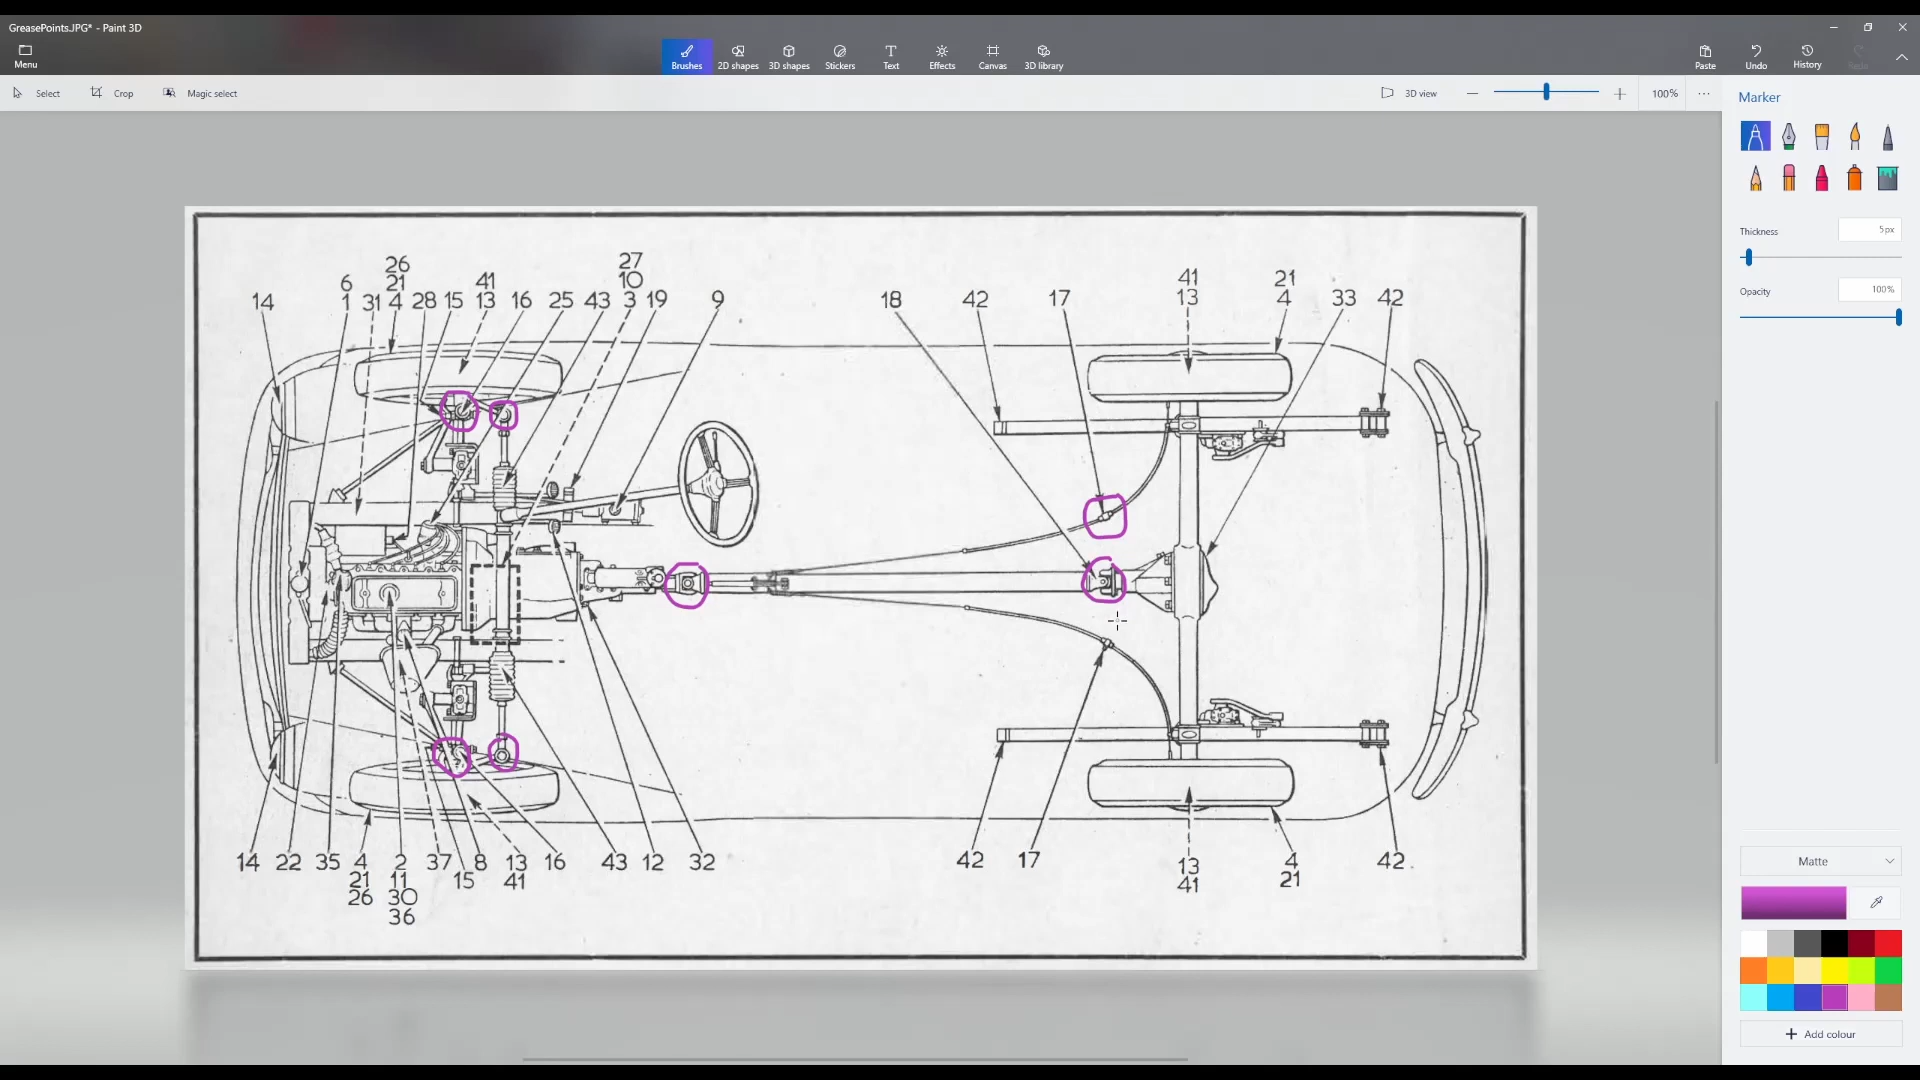 GreasePoints.JPG* - Paint 3D
Menu
Brushes
2D shapes
3D shapes
Stickers
Text
Effects
Canvas
3D library
Paste
Undo
History
Redo
Select
Crop
Magic select
3D view
100%
Marker
Thickness
5px
Opacity
100%
26
6 21 41
14 1 31 4 28 15 13 16 25 43
27
10
3 19 9
18 42 17
41
13
21
4
33 42
14 22 35
4
21
26
2
11
30
36
37
15
8
13
41
16 43 12 32
42 17
13
41
4
21
42
Matte
Add colour